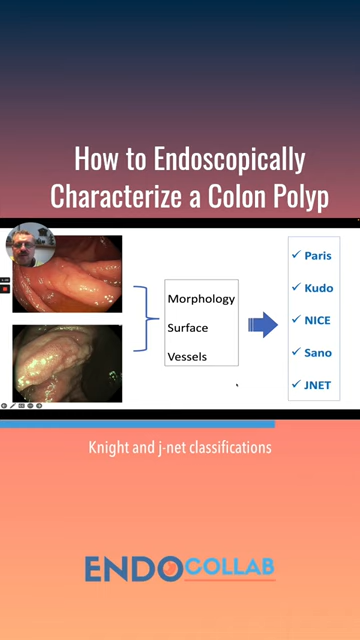 How to Endoscopically
Characterize a Colon Polyp
Morphology
Surface
Vessels
✓ Paris
✓ Kudo
✓ NICE
✓ Sano
✓ JNET
Knight and j-net classifications
ENDOCOLLAB